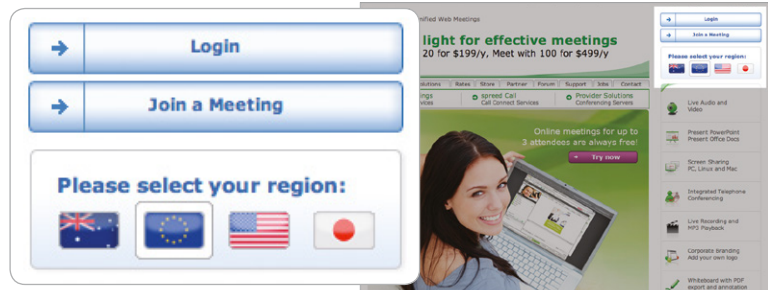 Login
Join a Meeting
Please select your region:
nified Web Meetings
light for effective meetings
20 for $199/y, Meet with 100 for $499/y
Login
Join a Meeting
Please select your region:
olutions Rates Store Partner Forum Support Jobs Contact
ings
vices
spreed Call
Call Connect Services
Provider Solutions
Conferencing Servers
Online meetings for up to
3 attendees are always free!
Try now
Live Audio and
Video
Present PowerPoint
Present Office Docs
Screen Sharing
PC, Linux and Mac
Integrated Telephone
Conferencing
Live Recording and
MP3 Playback
Corporate Branding
Add your own logo
Whiteboard with PDF
export and annotation